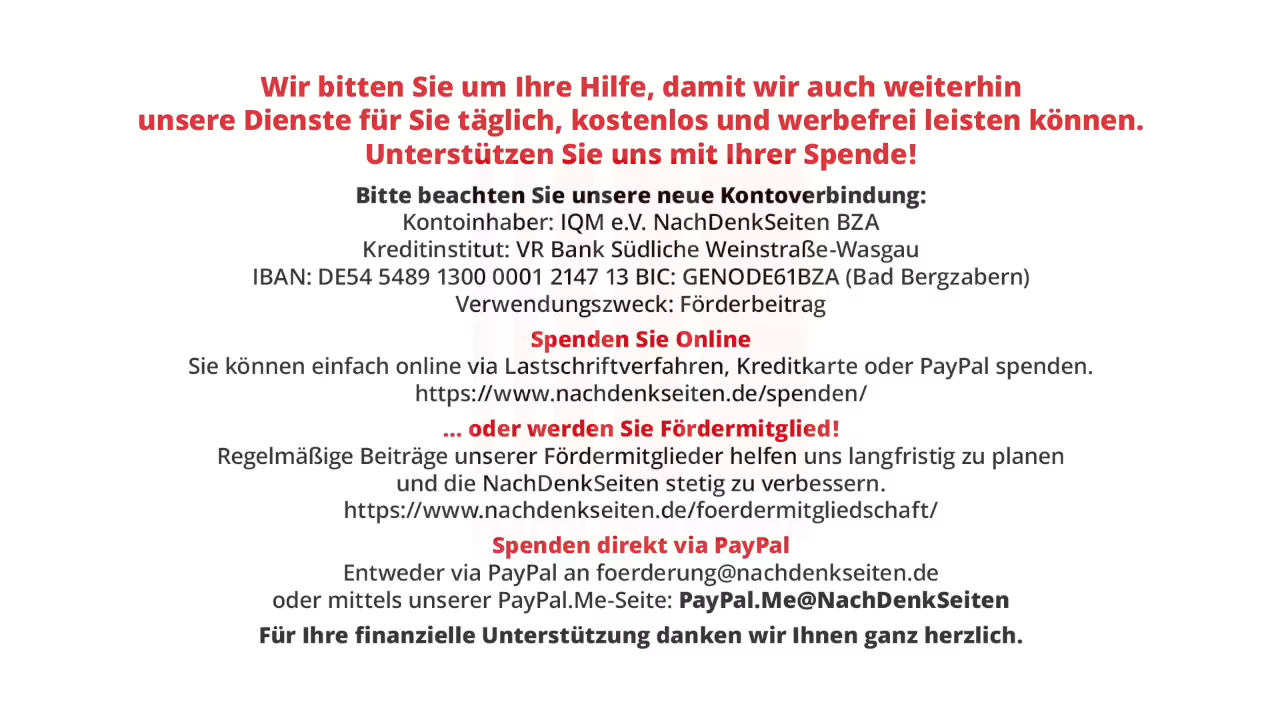 Wir bitten Sie um Ihre Hilfe, damit wir auch weiterhin
unsere Dienste für Sie täglich, kostenlos und werbefrei leisten können.
Unterstützen Sie uns mit Ihrer Spende!
Bitte beachten Sie unsere neue Kontoverbindung:
Kontoinhaber: IQM e.V. NachDenkSeiten BZA
Kreditinstitut: VR Bank Südliche Weinstraße-Wasgau
IBAN: DE54 5489 1300 0001 2147 13 BIC: GENODE61BZA (Bad Bergzabern)
Verwendungszweck: Förderbeitrag
Spenden Sie Online
Sie können einfach online via Lastschriftverfahren, Kreditkarte oder PayPal spenden.
https://www.nachdenkseiten.de/spenden/
... oder werden Sie Fördermitglied!
Regelmäßige Beiträge unserer Fördermitglieder helfen uns langfristig zu planen
und die NachDenkSeiten stetig zu verbessern.
https://www.nachdenkseiten.de/foerdermitgliedschaft/
Spenden direkt via PayPal
Entweder via PayPal an foerderung@nachdenkseiten.de
oder mittels unserer PayPal.Me-Seite: PayPal.Me@NachDenkSeiten
Für Ihre finanzielle Unterstützung danken wir Ihnen ganz herzlich.